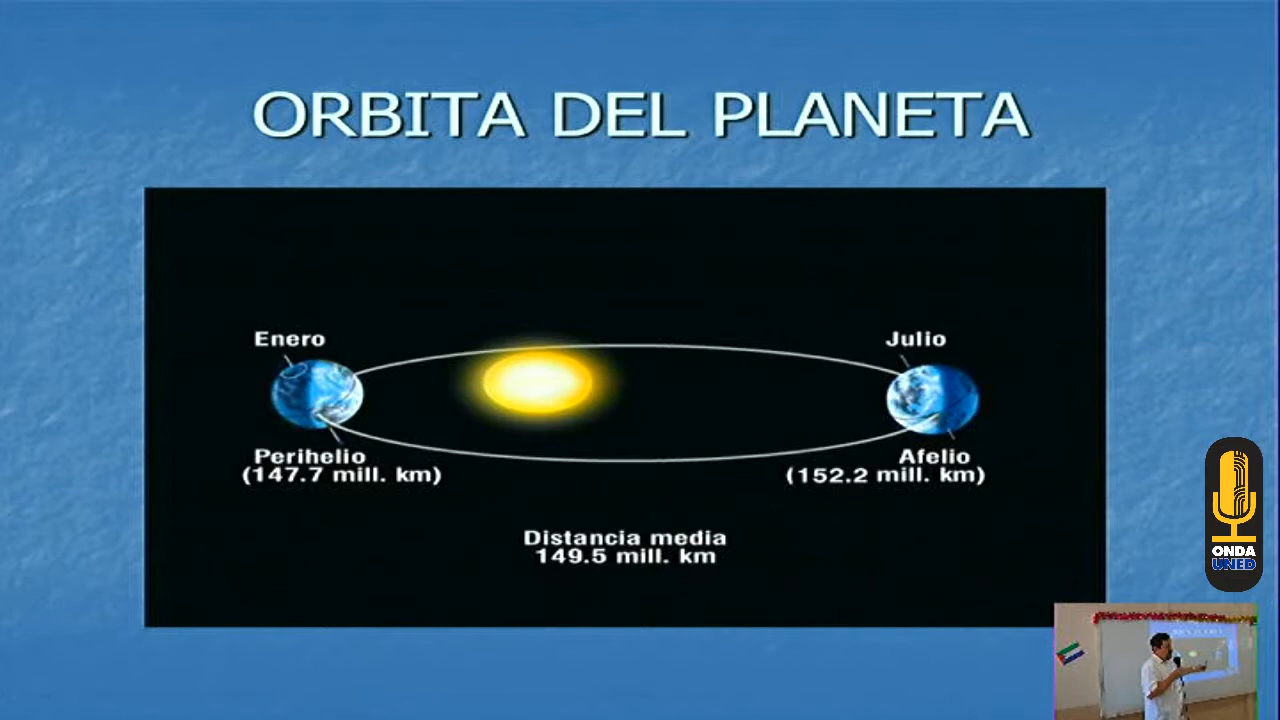 ORBITA DEL PLANETA
Enero
Julio
Perihelio
(147.7 mill. km)
Afelio
(152.2 mill. km)
Distancia media
149.5 mill. km
ONDA
UNED